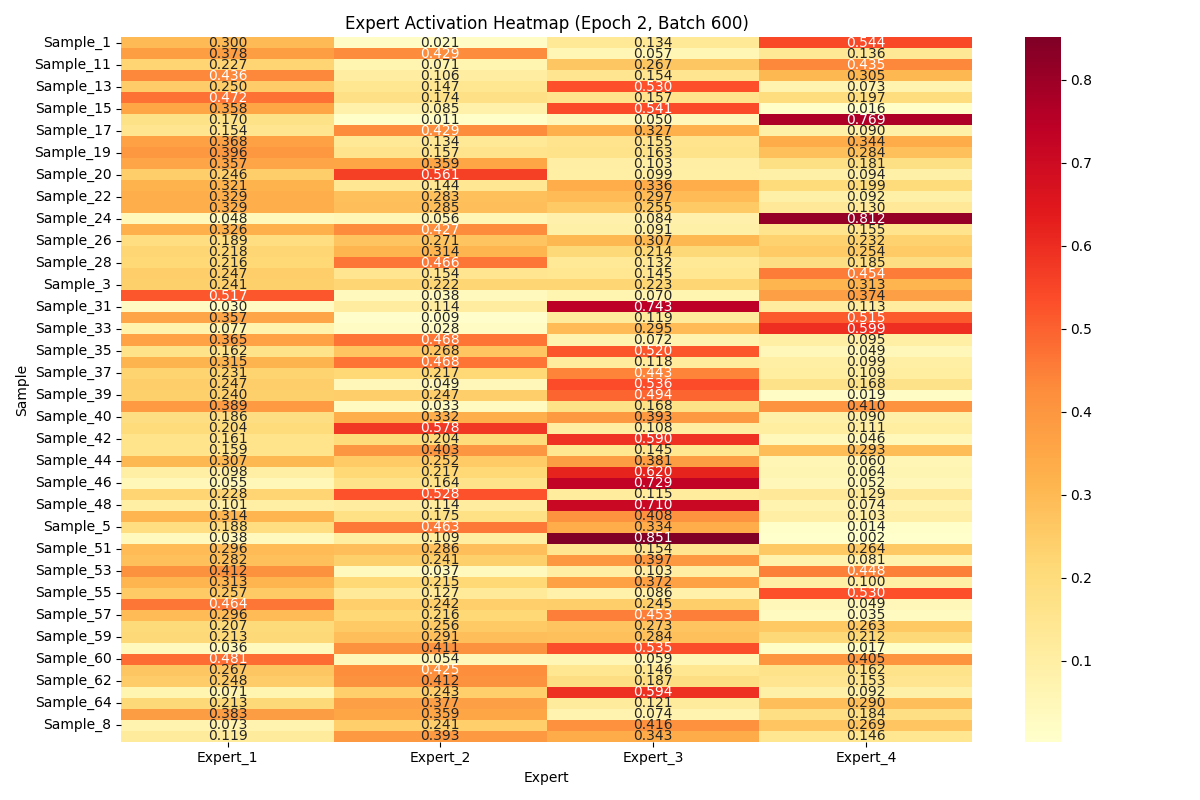 Expert Activation Heatmap (Epoch 2, Batch 600)
Sample_1 0.300 0.021 0.134 0.544
0.378 0.429 0.057 0.136
Sample_11 0.227 0.071 0.267 0.435
0.436 0.106 0.154 0.305
Sample_13 0.250 0.147 0.530 0.073
0.472 0.174 0.157 0.197
Sample_15 0.358 0.085 0.541 0.016
0.170 0.011 0.050 0.769
Sample_17 0.154 0.429 0.327 0.090
0.368 0.134 0.155 0.344
Sample_19 0.396 0.157 0.163 0.284
0.357 0.359 0.103 0.181
Sample_20 0.246 0.561 0.099 0.094
0.321 0.144 0.336 0.199
Sample_22 0.329 0.283 0.297 0.092
0.329 0.285 0.255 0.130
Sample_24 0.048 0.056 0.084 0.812
0.326 0.427 0.091 0.155
Sample_26 0.189 0.271 0.307 0.232
0.218 0.314 0.214 0.254
Sample_28 0.216 0.466 0.132 0.185
0.247 0.154 0.145 0.454
Sample_3 0.241 0.222 0.223 0.313
0.517 0.038 0.070 0.374
Sample_31 0.030 0.114 0.743 0.113
0.357 0.009 0.119 0.515
Sample_33 0.077 0.028 0.295 0.599
0.365 0.468 0.072 0.095
Sample_35 0.162 0.268 0.520 0.049
0.315 0.468 0.118 0.099
Sample_37 0.231 0.217 0.443 0.109
0.247 0.049 0.536 0.168
Sample_39 0.240 0.247 0.494 0.019
0.389 0.033 0.168 0.410
Sample_40 0.186 0.332 0.393 0.090
0.204 0.578 0.108 0.111
Sample_42 0.161 0.204 0.590 0.046
0.159 0.403 0.145 0.293
Sample_44 0.307 0.252 0.381 0.060
0.098 0.217 0.620 0.064
Sample_46 0.055 0.164 0.729 0.052
0.228 0.528 0.115 0.129
Sample_48 0.101 0.114 0.710 0.074
0.314 0.175 0.408 0.103
Sample_5 0.188 0.463 0.334 0.014
0.038 0.109 0.851 0.002
Sample_51 0.296 0.286 0.154 0.264
0.282 0.241 0.397 0.081
Sample_53 0.412 0.037 0.103 0.448
0.313 0.215 0.372 0.100
Sample_55 0.257 0.127 0.086 0.530
0.464 0.242 0.245 0.049
Sample_57 0.296 0.216 0.453 0.035
0.207 0.256 0.273 0.263
Sample_59 0.213 0.291 0.284 0.212
0.036 0.411 0.535 0.017
Sample_60 0.481 0.054 0.059 0.405
0.267 0.425 0.146 0.162
Sample_62 0.248 0.412 0.187 0.153
0.071 0.243 0.594 0.092
Sample_64 0.213 0.377 0.121 0.290
0.383 0.359 0.074 0.184
Sample_8 0.073 0.241 0.416 0.269
0.119 0.393 0.343 0.146
Expert_1 Expert_2 Expert_3 Expert_4
Expert
Sample
0.8
0.7
0.6
0.5
0.4
0.3
0.2
0.1